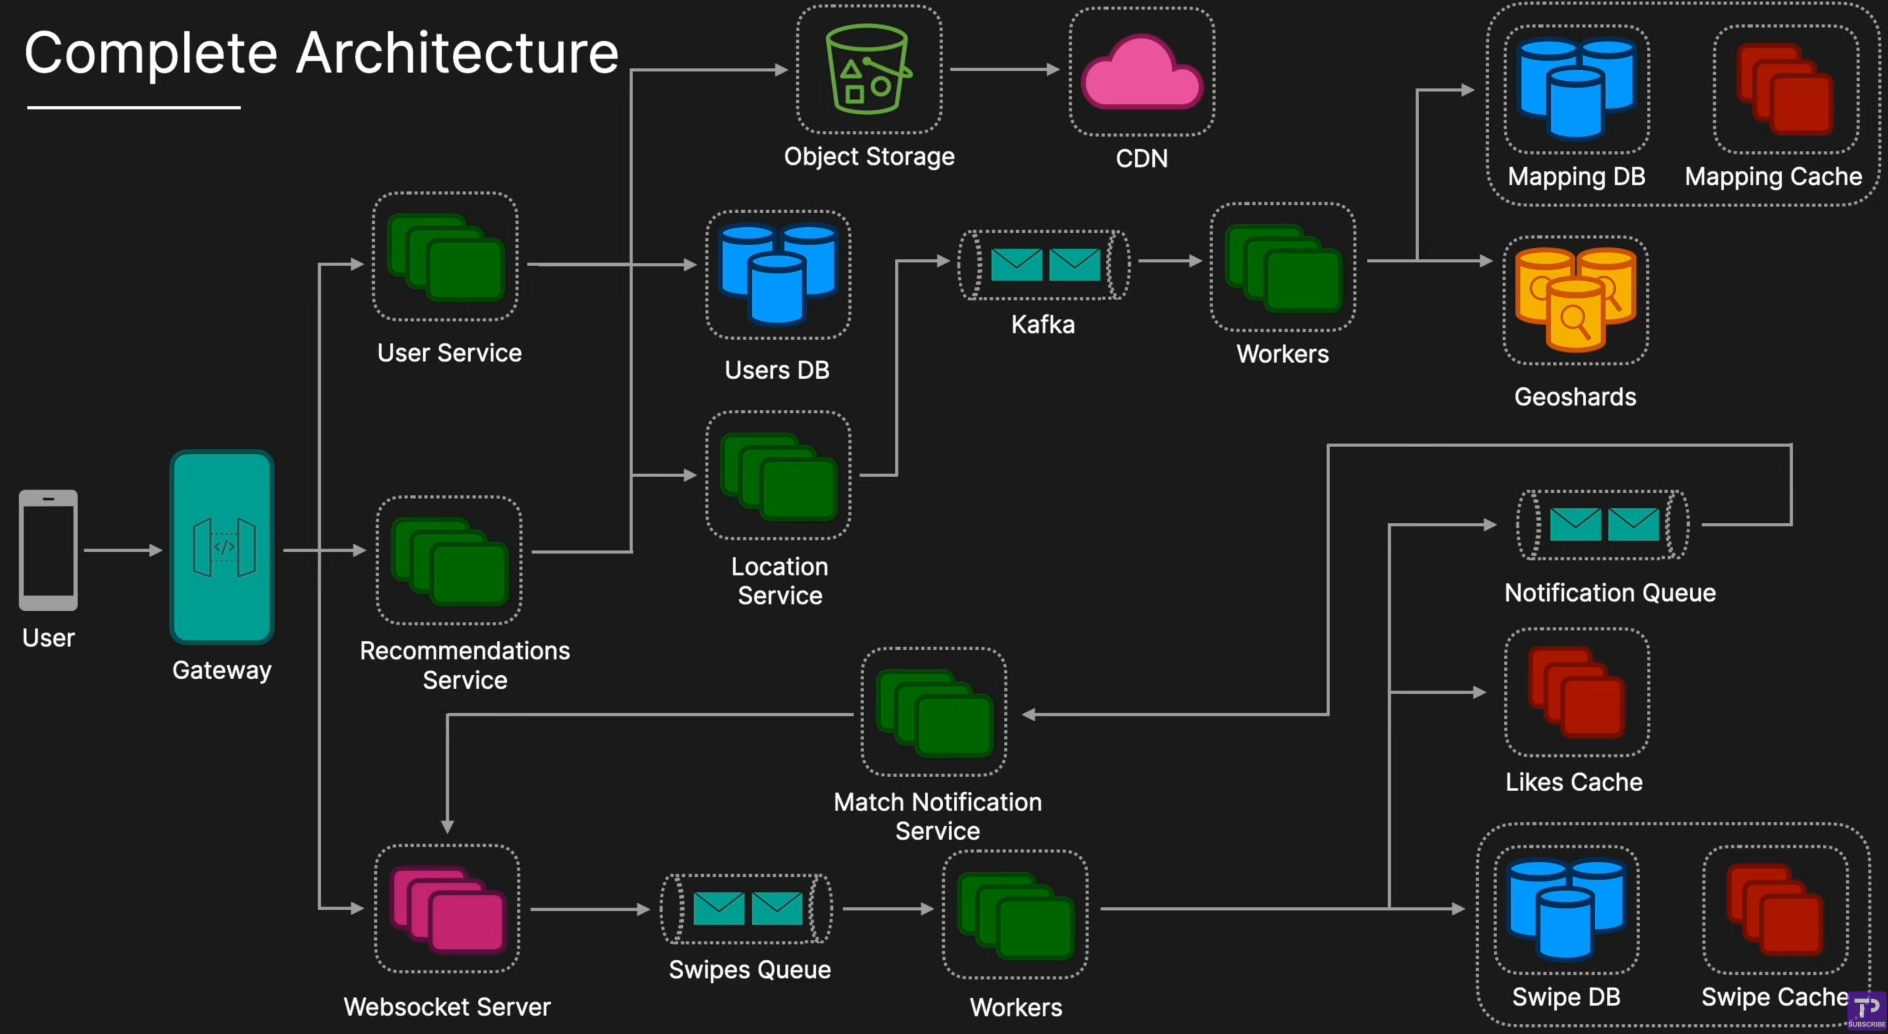 Complete Architecture
Object Storage
CDN
Mapping DB
Mapping Cache
User Service
Users DB
Kafka
Workers
Geoshards
User
Gateway
</>
Recommendations
Service
Location
Service
Notification Queue
Match Notification
Service
Likes Cache
Websocket Server
Swipes Queue
Workers
Swipe DB
Swipe Cache
TP
SUBSCRIBE